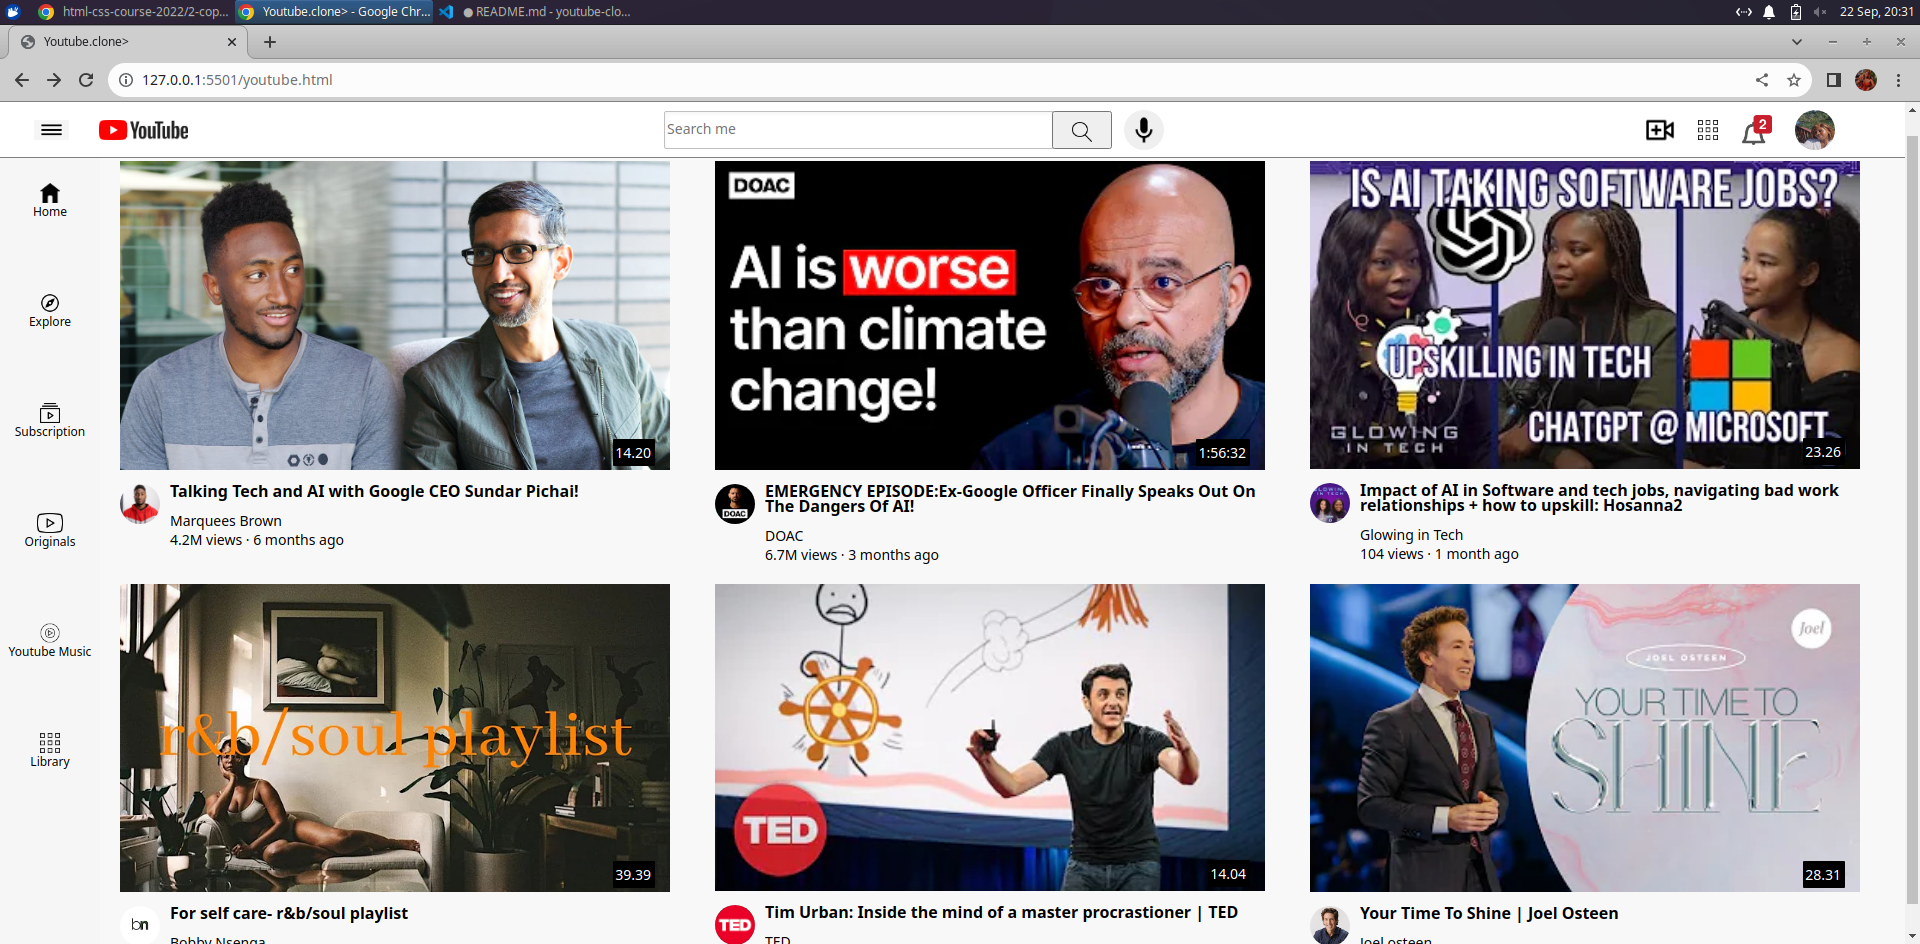 html-css-course-2022/2-cop...
Youtube.clone> - Google Chr...
README.md - youtube-clo...
22 Sep, 20:31
Youtube.clone>
127.0.0.1:5501/youtube.html
YouTube
Search me
2
Home
Explore
Subscription
Originals
Youtube Music
Library
14.20
Talking Tech and AI with Google CEO Sundar Pichai!
Marquees Brown
4.2M views · 6 months ago
DOAC
AI is worse
than climate
change!
1:56:32
DOAC
EMERGENCY EPISODE:Ex-Google Officer Finally Speaks Out On
The Dangers Of AI!
DOAC
6.7M views · 3 months ago
IS AI TAKING SOFTWARE JOBS?
UPSKILLING IN TECH
CHATGPT @ MICROSOFT
GLOWING
IN TECH
23.26
Impact of AI in Software and tech jobs, navigating bad work
relationships + how to upskill: Hosanna2
Glowing in Tech
104 views · 1 month ago
r&b/soul playlist
39.39
bn
For self care- r&b/soul playlist
Bobby Nsenga
TED
14.04
TED
Tim Urban: Inside the mind of a master procrastioner | TED
TED
Joel
JOEL OSTEEN
YOUR TIME TO
SHINE
28.31
Your Time To Shine | Joel Osteen
Joel osteen